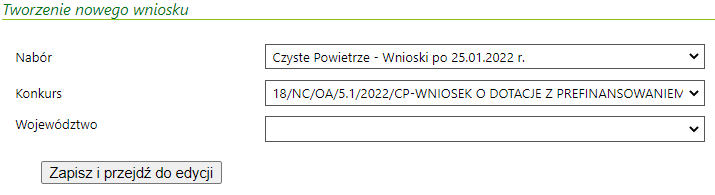 Tworzenie nowego wniosku
Nabór Czyste Powietrze - Wnioski po 25.01.2022 r.
Konkurs 18/NC/OA/5.1/2022/CP-WNIOSEK O DOTACJE Z PREFINANSOWANIEM
Województwo
Zapisz i przejdź do edycji